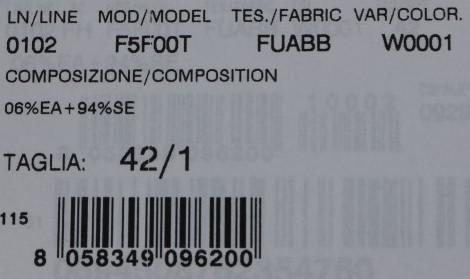 LN/LINE MOD/MODEL TES./FABRIC VAR/COLOR.
0102 F5F00T FUABB W0001
COMPOSIZIONE/COMPOSITION
06%EA+94%SE
TAGLIA: 42/1
115
8 058349 096200